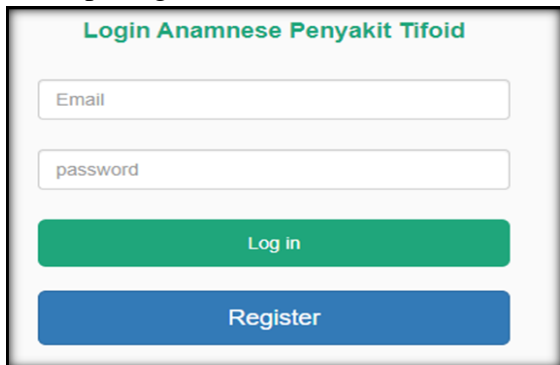 Login Anamnese Penyakit Tifoid
Email
password
Log in
Register